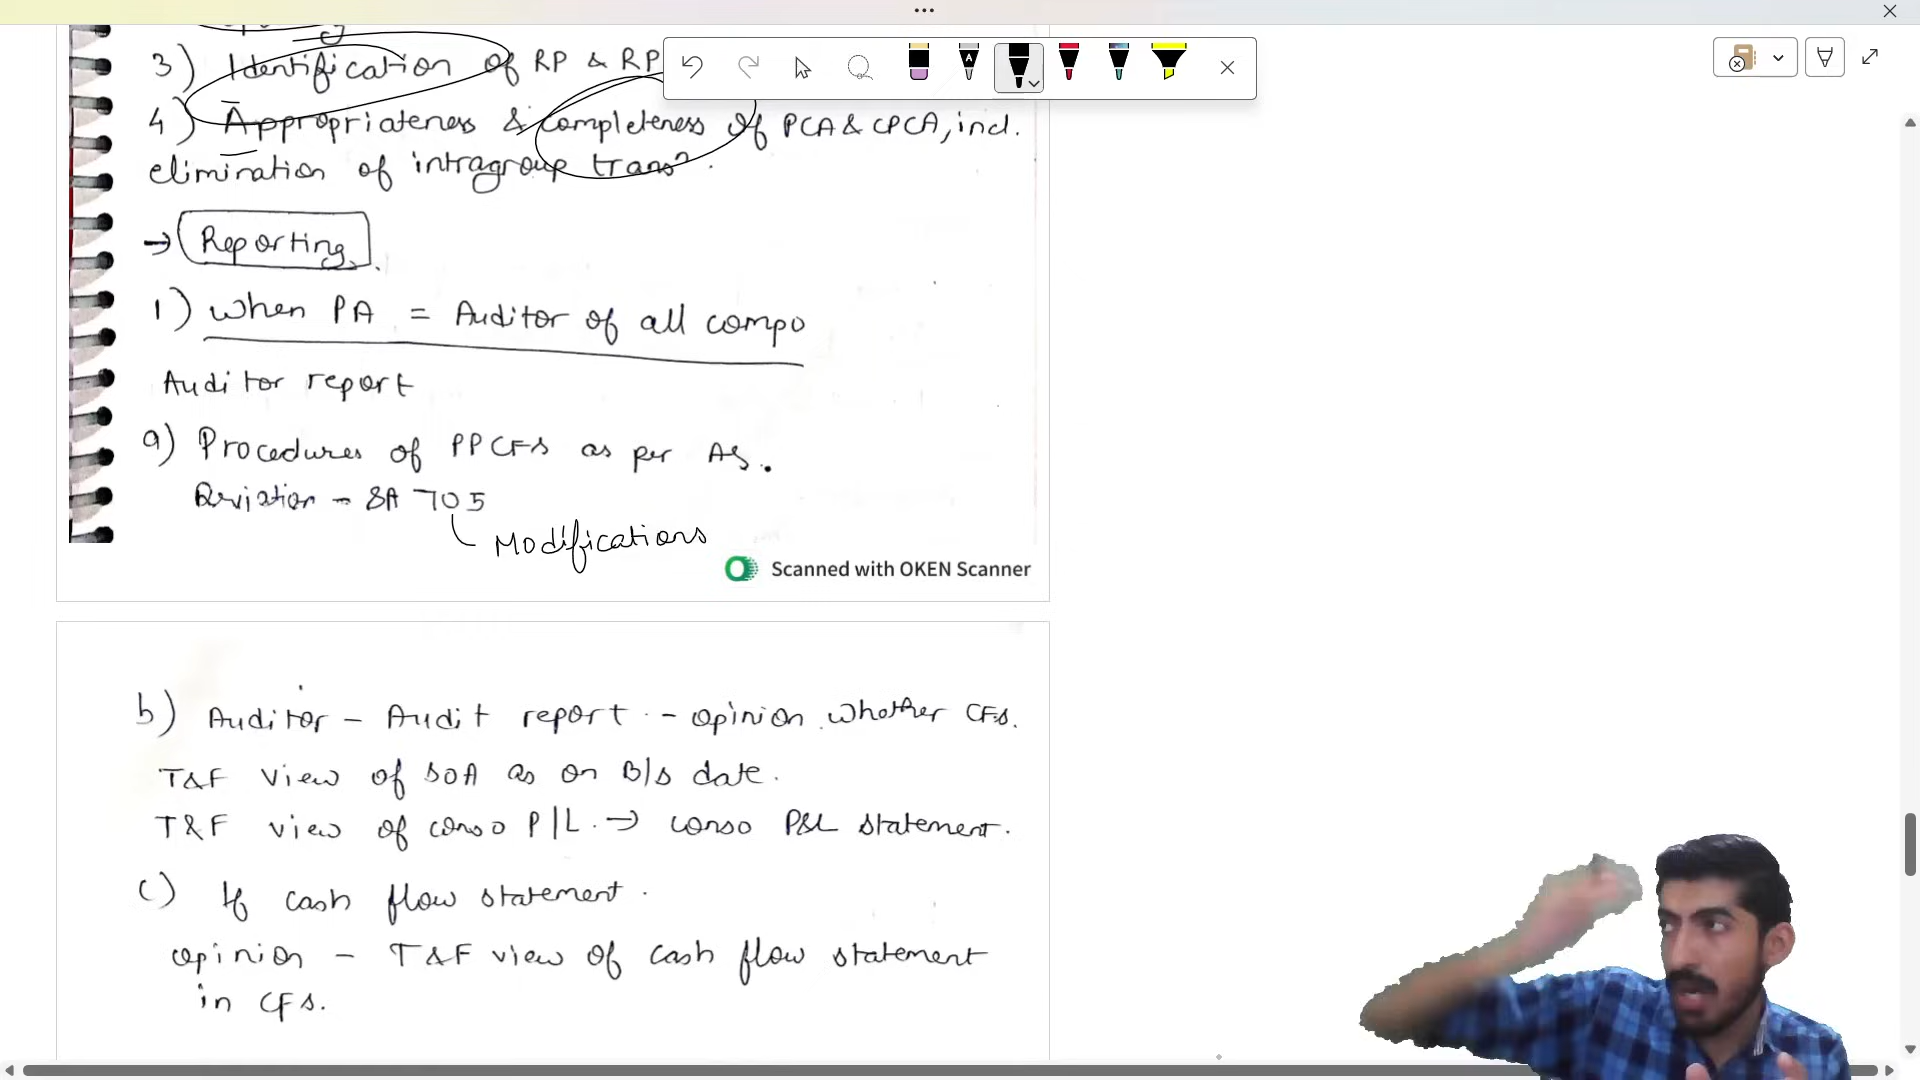 3) Identification of RP & RP
4) Appropriateness & completeness of PCA & CPCA, incl.
elimination of intragroup transn.
→ Reporting.
1) when PA = Auditor of all compo
Auditor report
a) Procedures of PPCFS as per AS.
Deviation - SA 705
Modifications
Scanned with OKEN Scanner
b) Auditor - Audit report - opinion whether CFS.
T&F view of SOA as on B/s date.
T&F view of conso P/L. → conso P&L statement.
c) If cash flow statement.
opinion - T&F view of cash flow statement
in CFS.